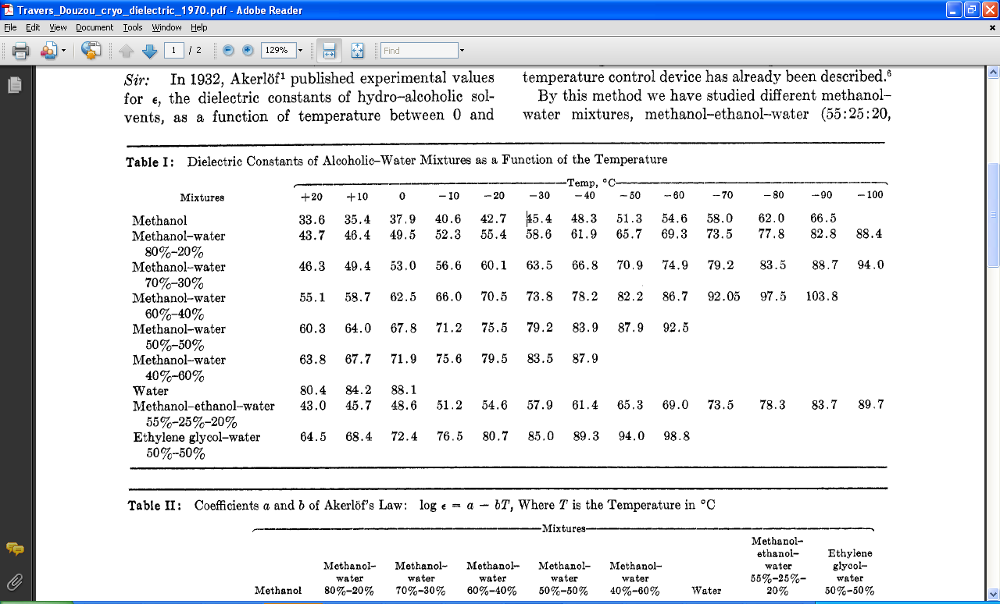 Travers_Douzou_cryo_dielectric_1970.pdf - Adobe Reader
File Edit View Document Tools Window Help
1 / 2 129% Find
Sir: In 1932, Akerlöf¹ published experimental values
for ϵ, the dielectric constants of hydro–alcoholic sol-
vents, as a function of temperature between 0 and
temperature control device has already been described.⁶
By this method we have studied different methanol–
water mixtures, methanol–ethanol–water (55:25:20,
Table I: Dielectric Constants of Alcoholic–Water Mixtures as a Function of the Temperature
Temp, °C
Mixtures +20 +10 0 −10 −20 −30 −40 −50 −60 −70 −80 −90 −100
Methanol 33.6 35.4 37.9 40.6 42.7 45.4 48.3 51.3 54.6 58.0 62.0 66.5
Methanol–water 43.7 46.4 49.5 52.3 55.4 58.6 61.9 65.7 69.3 73.5 77.8 82.8 88.4
80%–20%
Methanol–water 46.3 49.4 53.0 56.6 60.1 63.5 66.8 70.9 74.9 79.2 83.5 88.7 94.0
70%–30%
Methanol–water 55.1 58.7 62.5 66.0 70.5 73.8 78.2 82.2 86.7 92.05 97.5 103.8
60%–40%
Methanol–water 60.3 64.0 67.8 71.2 75.5 79.2 83.9 87.9 92.5
50%–50%
Methanol–water 63.8 67.7 71.9 75.6 79.5 83.5 87.9
40%–60%
Water 80.4 84.2 88.1
Methanol–ethanol–water 43.0 45.7 48.6 51.2 54.6 57.9 61.4 65.3 69.0 73.5 78.3 83.7 89.7
55%–25%–20%
Ethylene glycol–water 64.5 68.4 72.4 76.5 80.7 85.0 89.3 94.0 98.8
50%–50%
Table II: Coefficients a and b of Akerlöf's Law: log ϵ = a − bT, Where T is the Temperature in °C
Mixtures
Methanol–
ethanol– Ethylene
Methanol– Methanol– Methanol– Methanol– Methanol– water glycol–
water water water water water 55%–25%– water
Methanol 80%–20% 70%–30% 60%–40% 50%–50% 40%–60% Water 20% 50%–50%